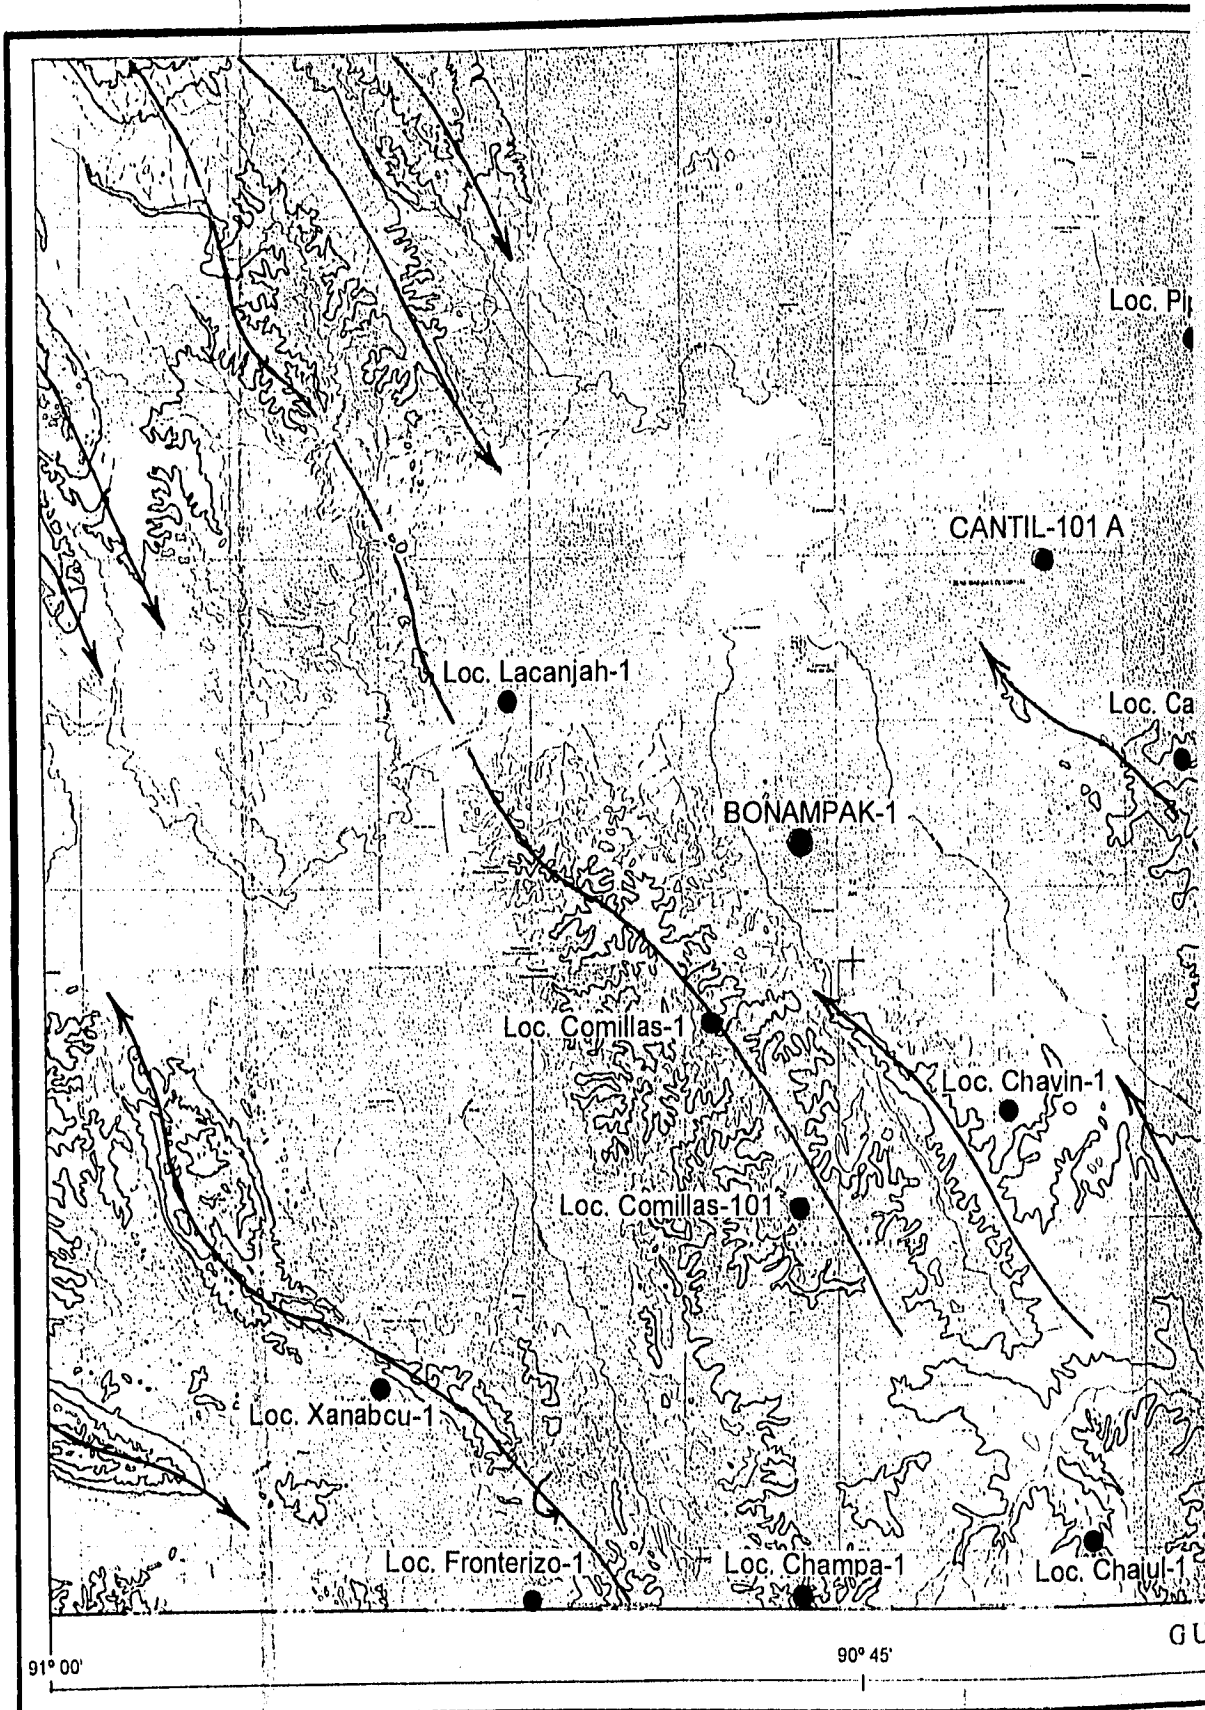 Loc. Pi
CANTIL-101 A
Loc. Lacanjah-1
Loc. Ca
BONAMPAK-1
Loc. Comillas-1
Loc. Chavin-1
Loc. Comillas-101
Loc. Xanabcu-1
Loc. Fronterizo-1
Loc. Champa-1
Loc. Chajul-1
GU
91° 00'
90° 45'